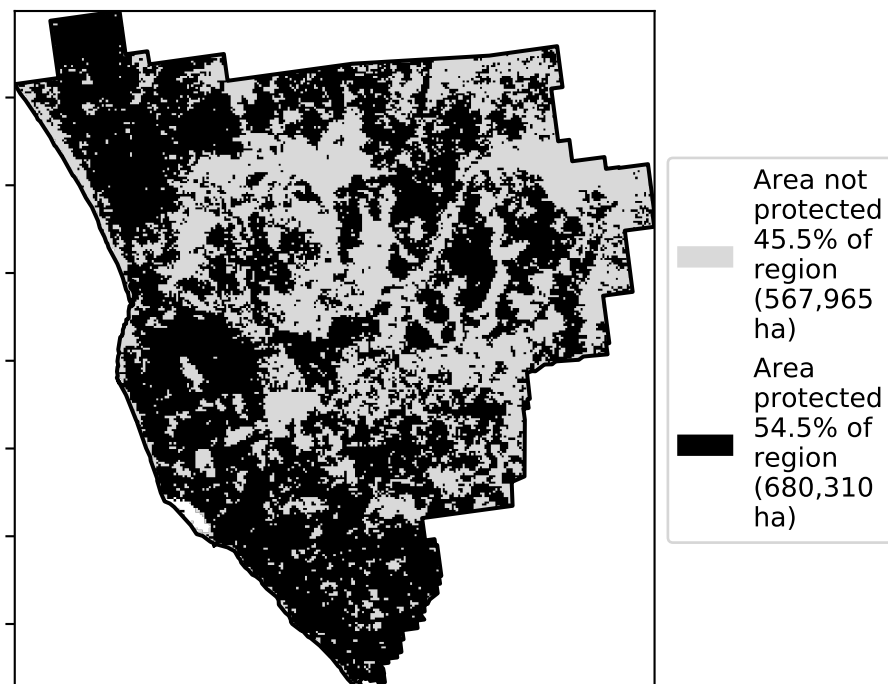 Area not
protected
45.5% of
region
(567,965
ha)
Area
protected
54.5% of
region
(680,310
ha)